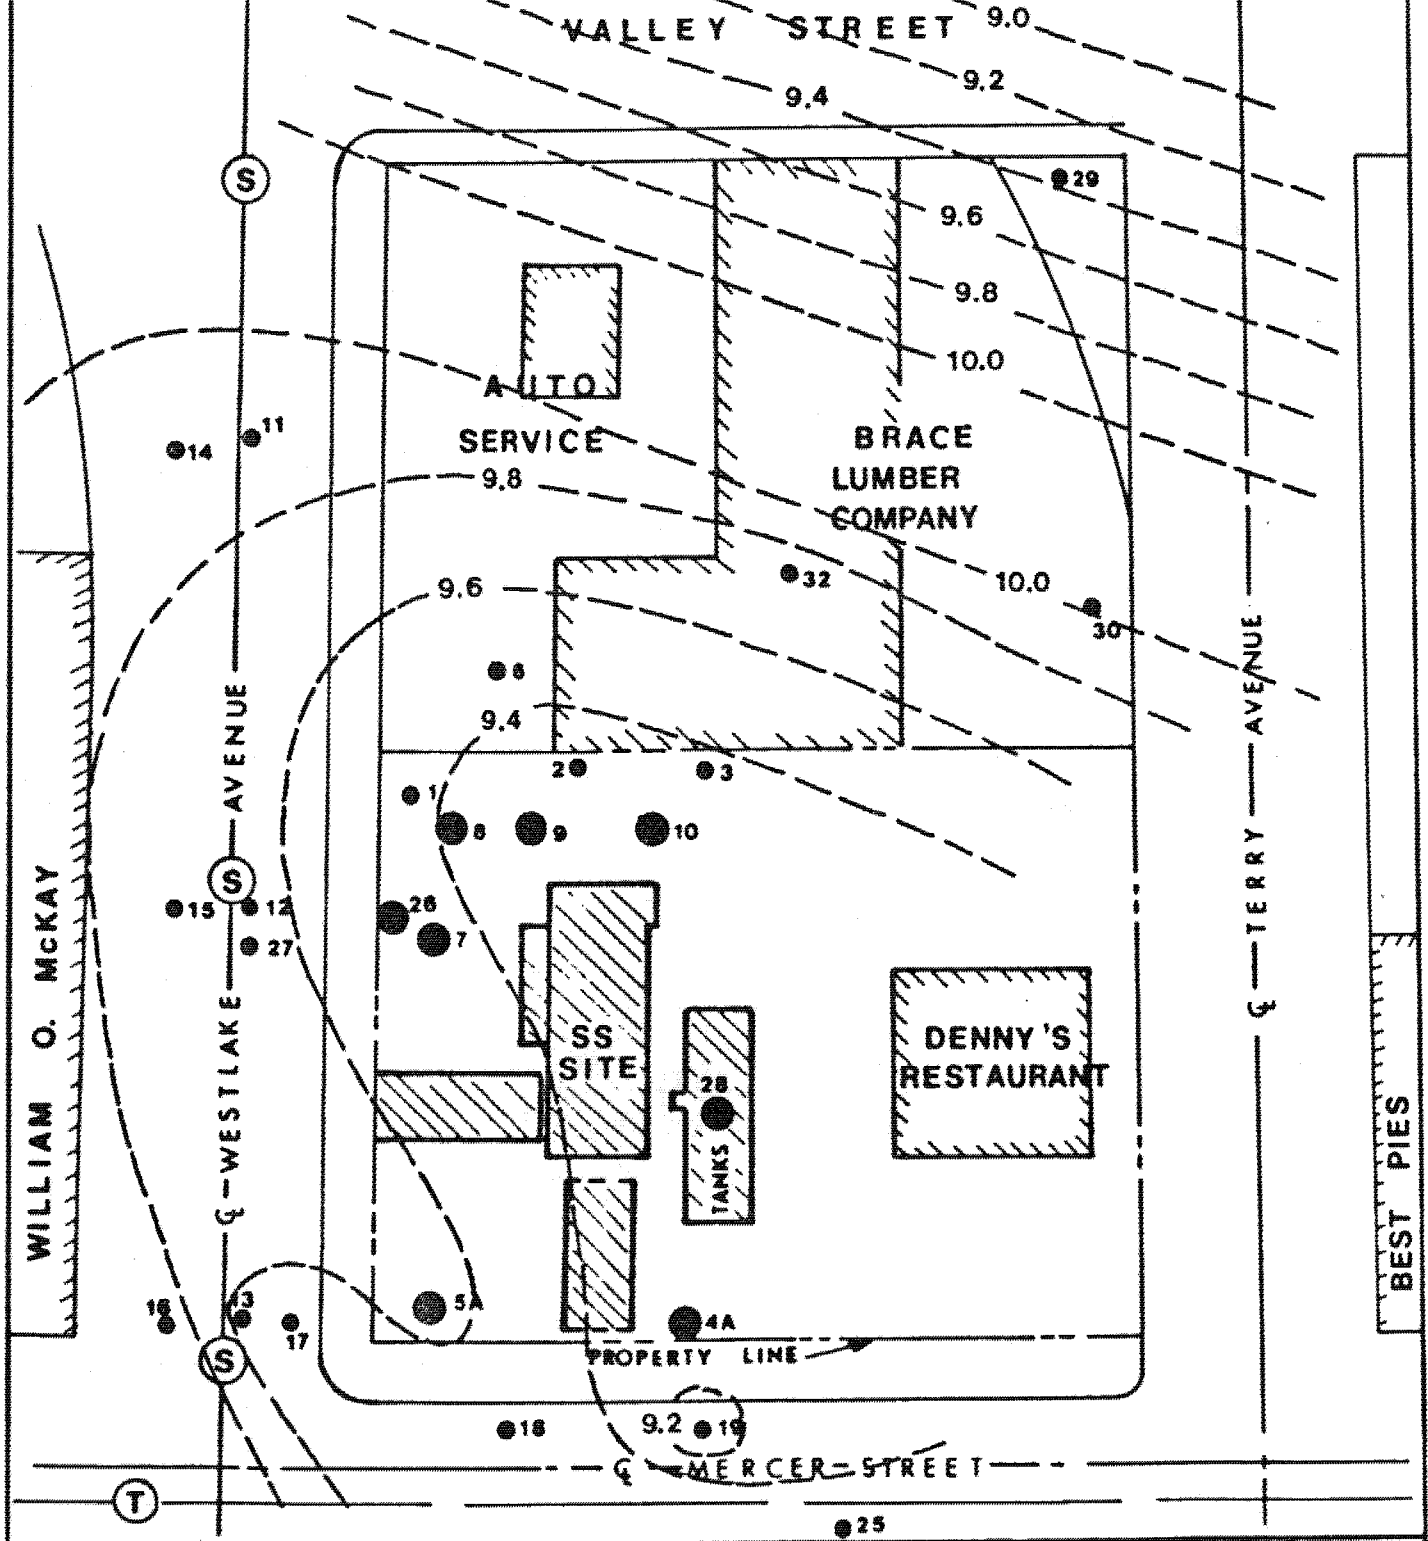 VALLEY STREET
9.0
9.2
9.4
S
29
9.6
9.8
10.0
AUTO
SERVICE
11
14
BRACE
LUMBER
COMPANY
9.8
32
10.0
30
9.6
6
9.4
2
3
1
8
9
10
S
15
12
27
26
7
WILLIAM O. McKAY
℄ WESTLAKE AVENUE
℄ TERRY AVENUE
SS
SITE
28
TANKS
DENNY'S
RESTAURANT
BEST PIES
16
13
17
S
5A
4A
PROPERTY LINE
18
9.2
19
℄ MERCER STREET
T
25